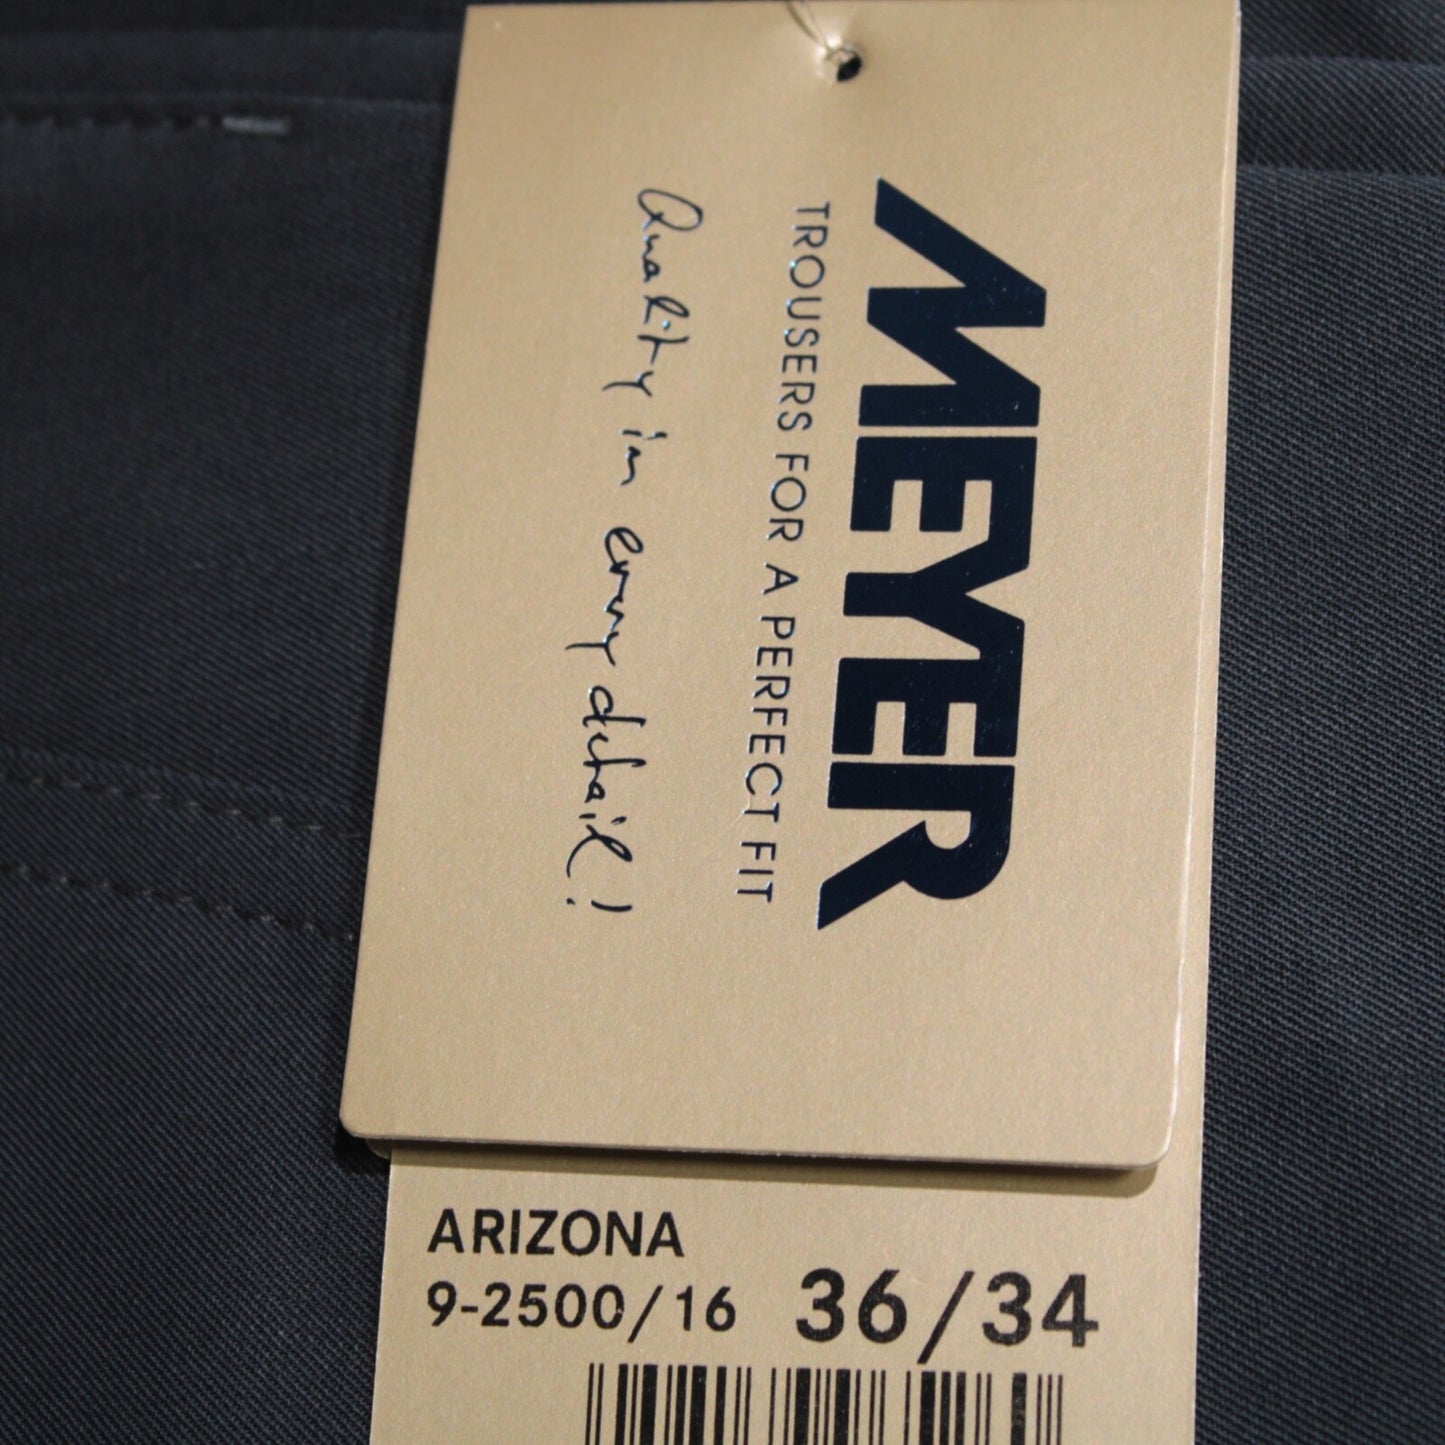 MEYER
TROUSERS FOR A PERFECT FIT
Quality in every detail!
ARIZONA
9-2500/16 36/34